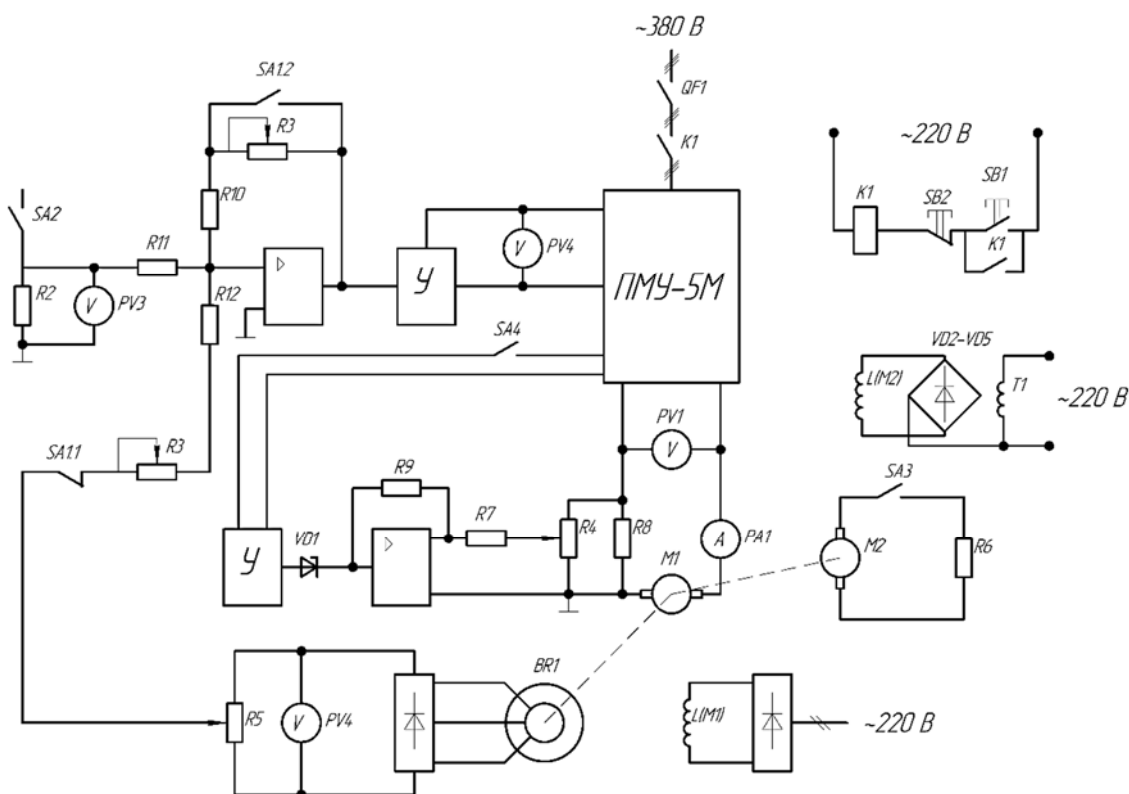 ~380 В
QF1
K1
SA1.2
R3
R10
SA2
R11
R2
PV3
R12
У
V
PV4
ПМУ-5М
~220 В
K1
SB2
SB1
K1
SA4
VD2-VD5
L(M2)
T1
~220 В
SA1.1
R3
PV1
V
R9
R7
R4
R8
A
PA1
SA3
M2
R6
У
VD1
M1
V
BR1
R5
V
PV4
L(M1)
~220 В